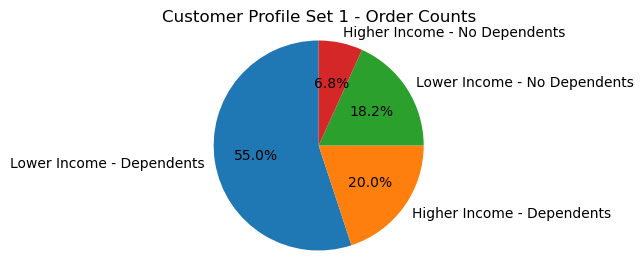 Customer Profile Set 1 - Order Counts
Higher Income - No Dependents
6.8%
Lower Income - No Dependents
18.2%
Lower Income - Dependents
55.0%
20.0%
Higher Income - Dependents